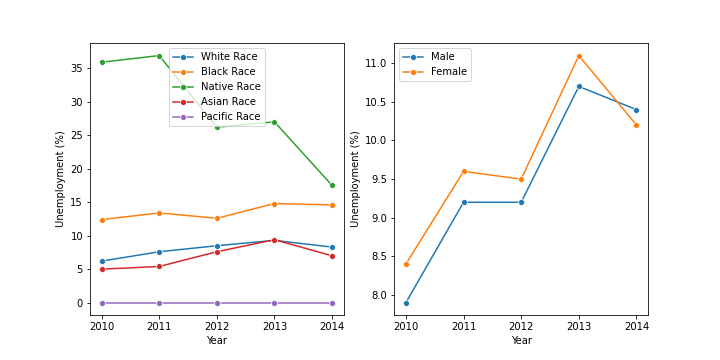 White Race
Black Race
Native Race
Asian Race
Pacific Race
Unemployment (%)
35
30
25
20
15
10
5
0
2010 2011 2012 2013 2014
Year
Male
Female
Unemployment (%)
11.0
10.5
10.0
9.5
9.0
8.5
8.0
2010 2011 2012 2013 2014
Year